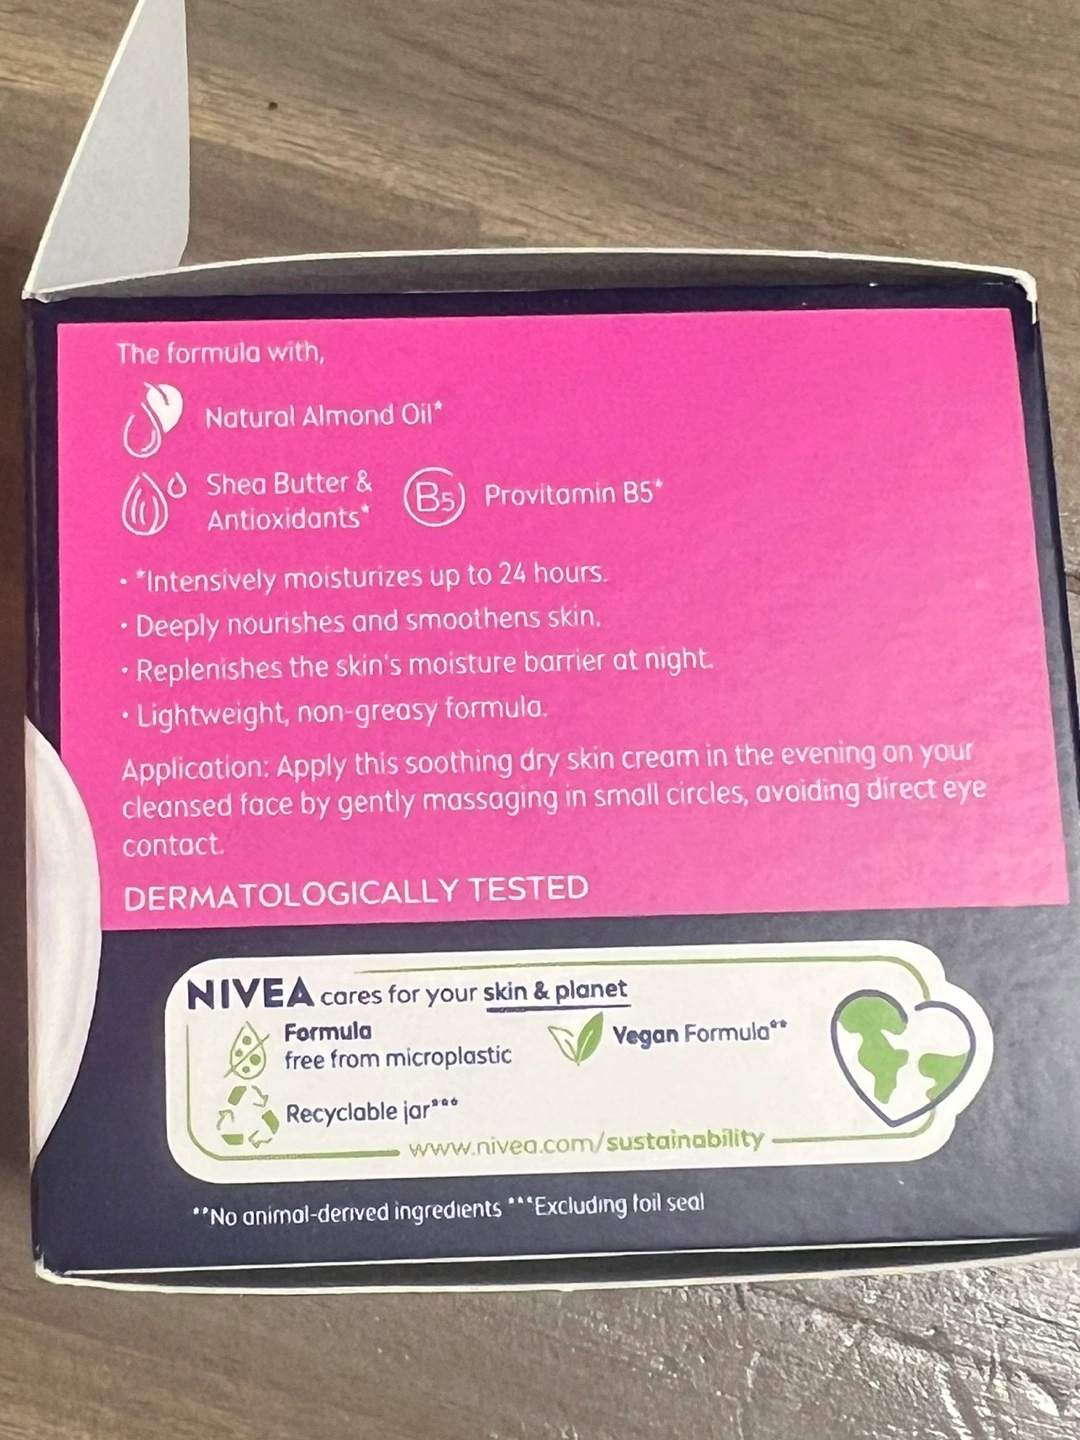 The formula with,
Natural Almond Oil*
Shea Butter &
Antioxidants*
B5 Provitamin B5*
• *Intensively moisturizes up to 24 hours.
• Deeply nourishes and smoothens skin.
• Replenishes the skin's moisture barrier at night.
• Lightweight, non-greasy formula.
Application: Apply this soothing dry skin cream in the evening on your
cleansed face by gently massaging in small circles, avoiding direct eye
contact.
DERMATOLOGICALLY TESTED
NIVEA cares for your skin & planet
Formula
free from microplastic
Vegan Formula**
Recyclable jar***
www.nivea.com/sustainability
**No animal-derived ingredients ***Excluding foil seal